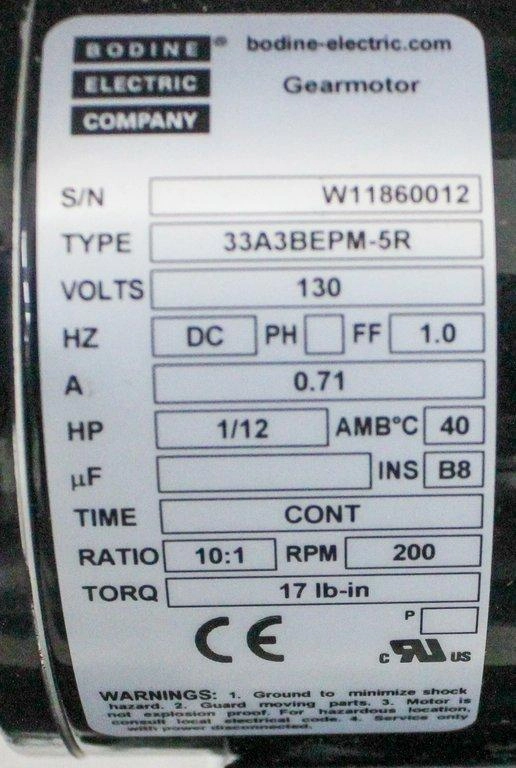 BODINE ® bodine-electric.com
ELECTRIC Gearmotor
COMPANY
S/N W11860012
TYPE 33A3BEPM-5R
VOLTS 130
HZ DC PH FF 1.0
A 0.71
HP 1/12 AMB°C 40
µF INS B8
TIME CONT
RATIO 10:1 RPM 200
TORQ 17 lb-in
CE P
c RU US
WARNINGS: 1. Ground to minimize shock
hazard. 2. Guard moving parts. 3. Motor is
not explosion proof. For hazardous location,
consult local electrical code. 4. Service only
with power disconnected.